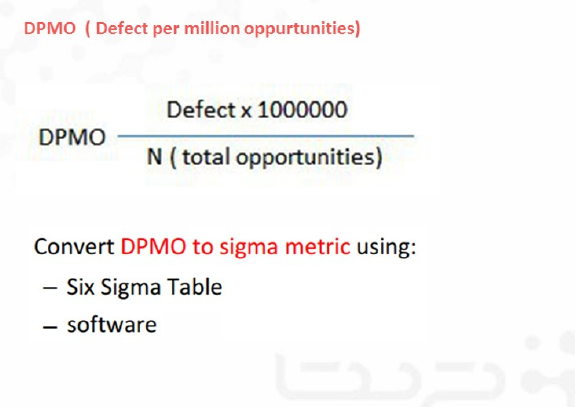 DPMO ( Defect per million oppurtunities)
Defect x 1000000
DPMO
N ( total opportunities)
Convert DPMO to sigma metric using:
– Six Sigma Table
– software